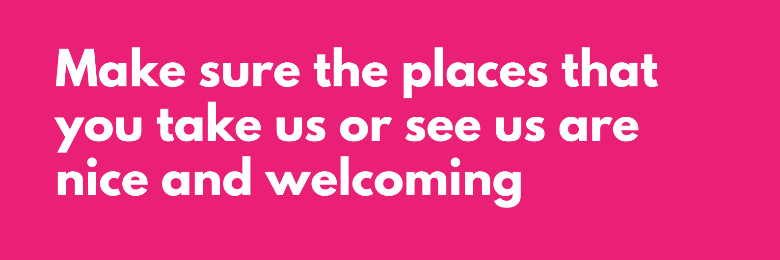 Make sure the places that
you take us or see us are
nice and welcoming